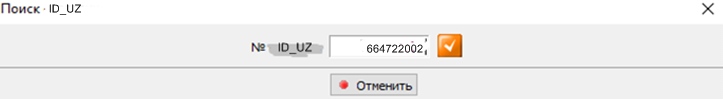 Поиск · ID_UZ
№ ID_UZ 664722002
Отменить